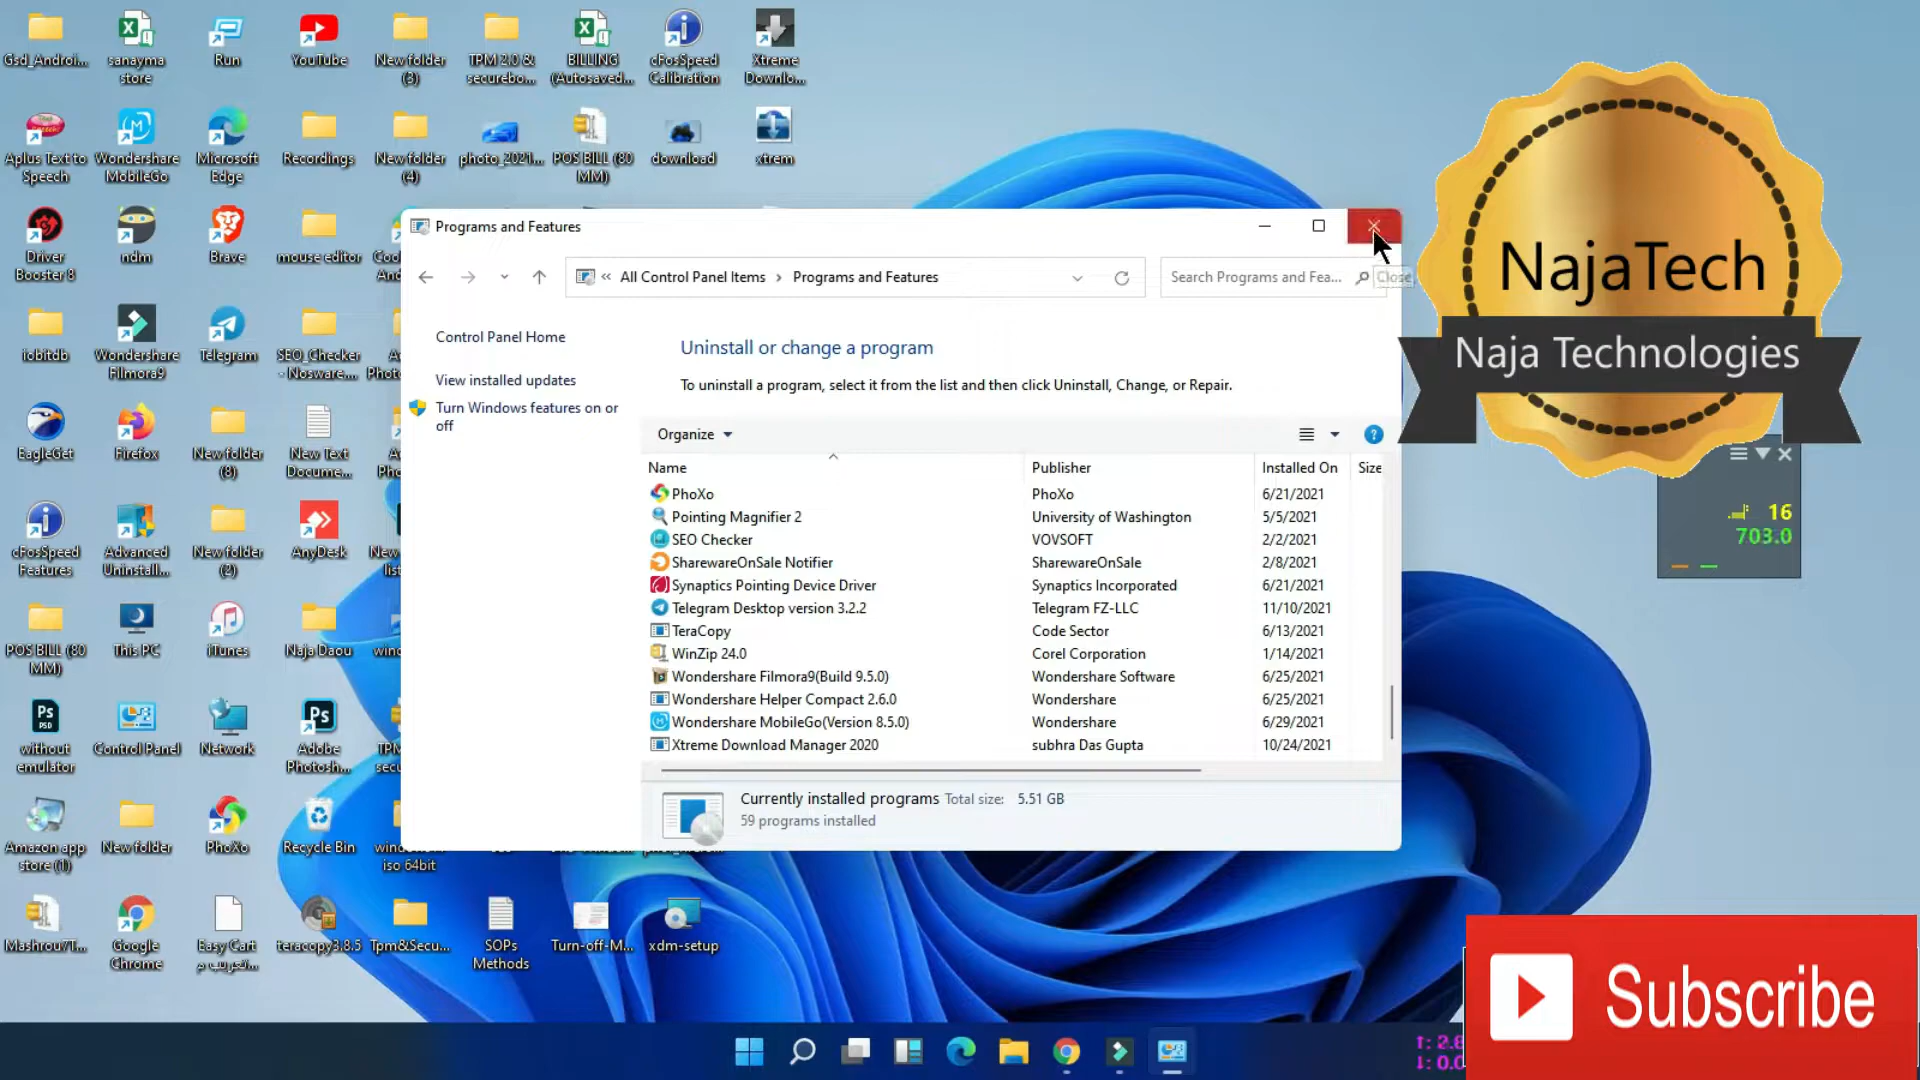 Gsd_Androi...
sanayma
store
Run
YouTube
New folder
(3)
TPM 2,0 &
securebo...
BILLING
(Autosaved...
cFosSpeed
Calibration
Xtreme
Downlo...
Aplus Text to
Speech
Wondershare
MobileGo
Microsoft
Edge
Recordings
New folder
(4)
photo_2021...
POS BILL (80
MM)
download
xtrem
Driver
Booster 8
ndm
Brave
mouse editor
iobitdb
Wondershare
Filmora9
Telegram
SEO_Checker
- Nosware....
EagleGet
Firefox
New folder
(8)
New Text
Docume...
cFosSpeed
Features
Advanced
Uninstall...
New folder
(2)
AnyDesk
POS BILL (80
MM)
This PC
iTunes
Naja Daou
without
emulator
Control Panel
Network
Adobe
Photosh...
Amazon app
store (1)
New folder
PhoXo
Recycle Bin
iso 64bit
Mashrou7T...
Google
Chrome
Easy Cart
teracopy3,8.5
Tpm&Secu...
SOPs
Methods
Turn-off-M...
xdm-setup
Programs and Features
« All Control Panel Items › Programs and Features
Search Programs and Fea...
Close
Control Panel Home
View installed updates
Turn Windows features on or
off
Uninstall or change a program
To uninstall a program, select it from the list and then click Uninstall, Change, or Repair.
Organize
Name Publisher Installed On Size
PhoXo PhoXo 6/21/2021
Pointing Magnifier 2 University of Washington 5/5/2021
SEO Checker VOVSOFT 2/2/2021
SharewareOnSale Notifier SharewareOnSale 2/8/2021
Synaptics Pointing Device Driver Synaptics Incorporated 6/21/2021
Telegram Desktop version 3.2.2 Telegram FZ-LLC 11/10/2021
TeraCopy Code Sector 6/13/2021
WinZip 24.0 Corel Corporation 1/14/2021
Wondershare Filmora9(Build 9.5.0) Wondershare Software 6/25/2021
Wondershare Helper Compact 2.6.0 Wondershare 6/25/2021
Wondershare MobileGo(Version 8.5.0) Wondershare 6/29/2021
Xtreme Download Manager 2020 subhra Das Gupta 10/24/2021
Currently installed programs Total size: 5.51 GB
59 programs installed
NajaTech
Naja Technologies
16
703.0
Subscribe